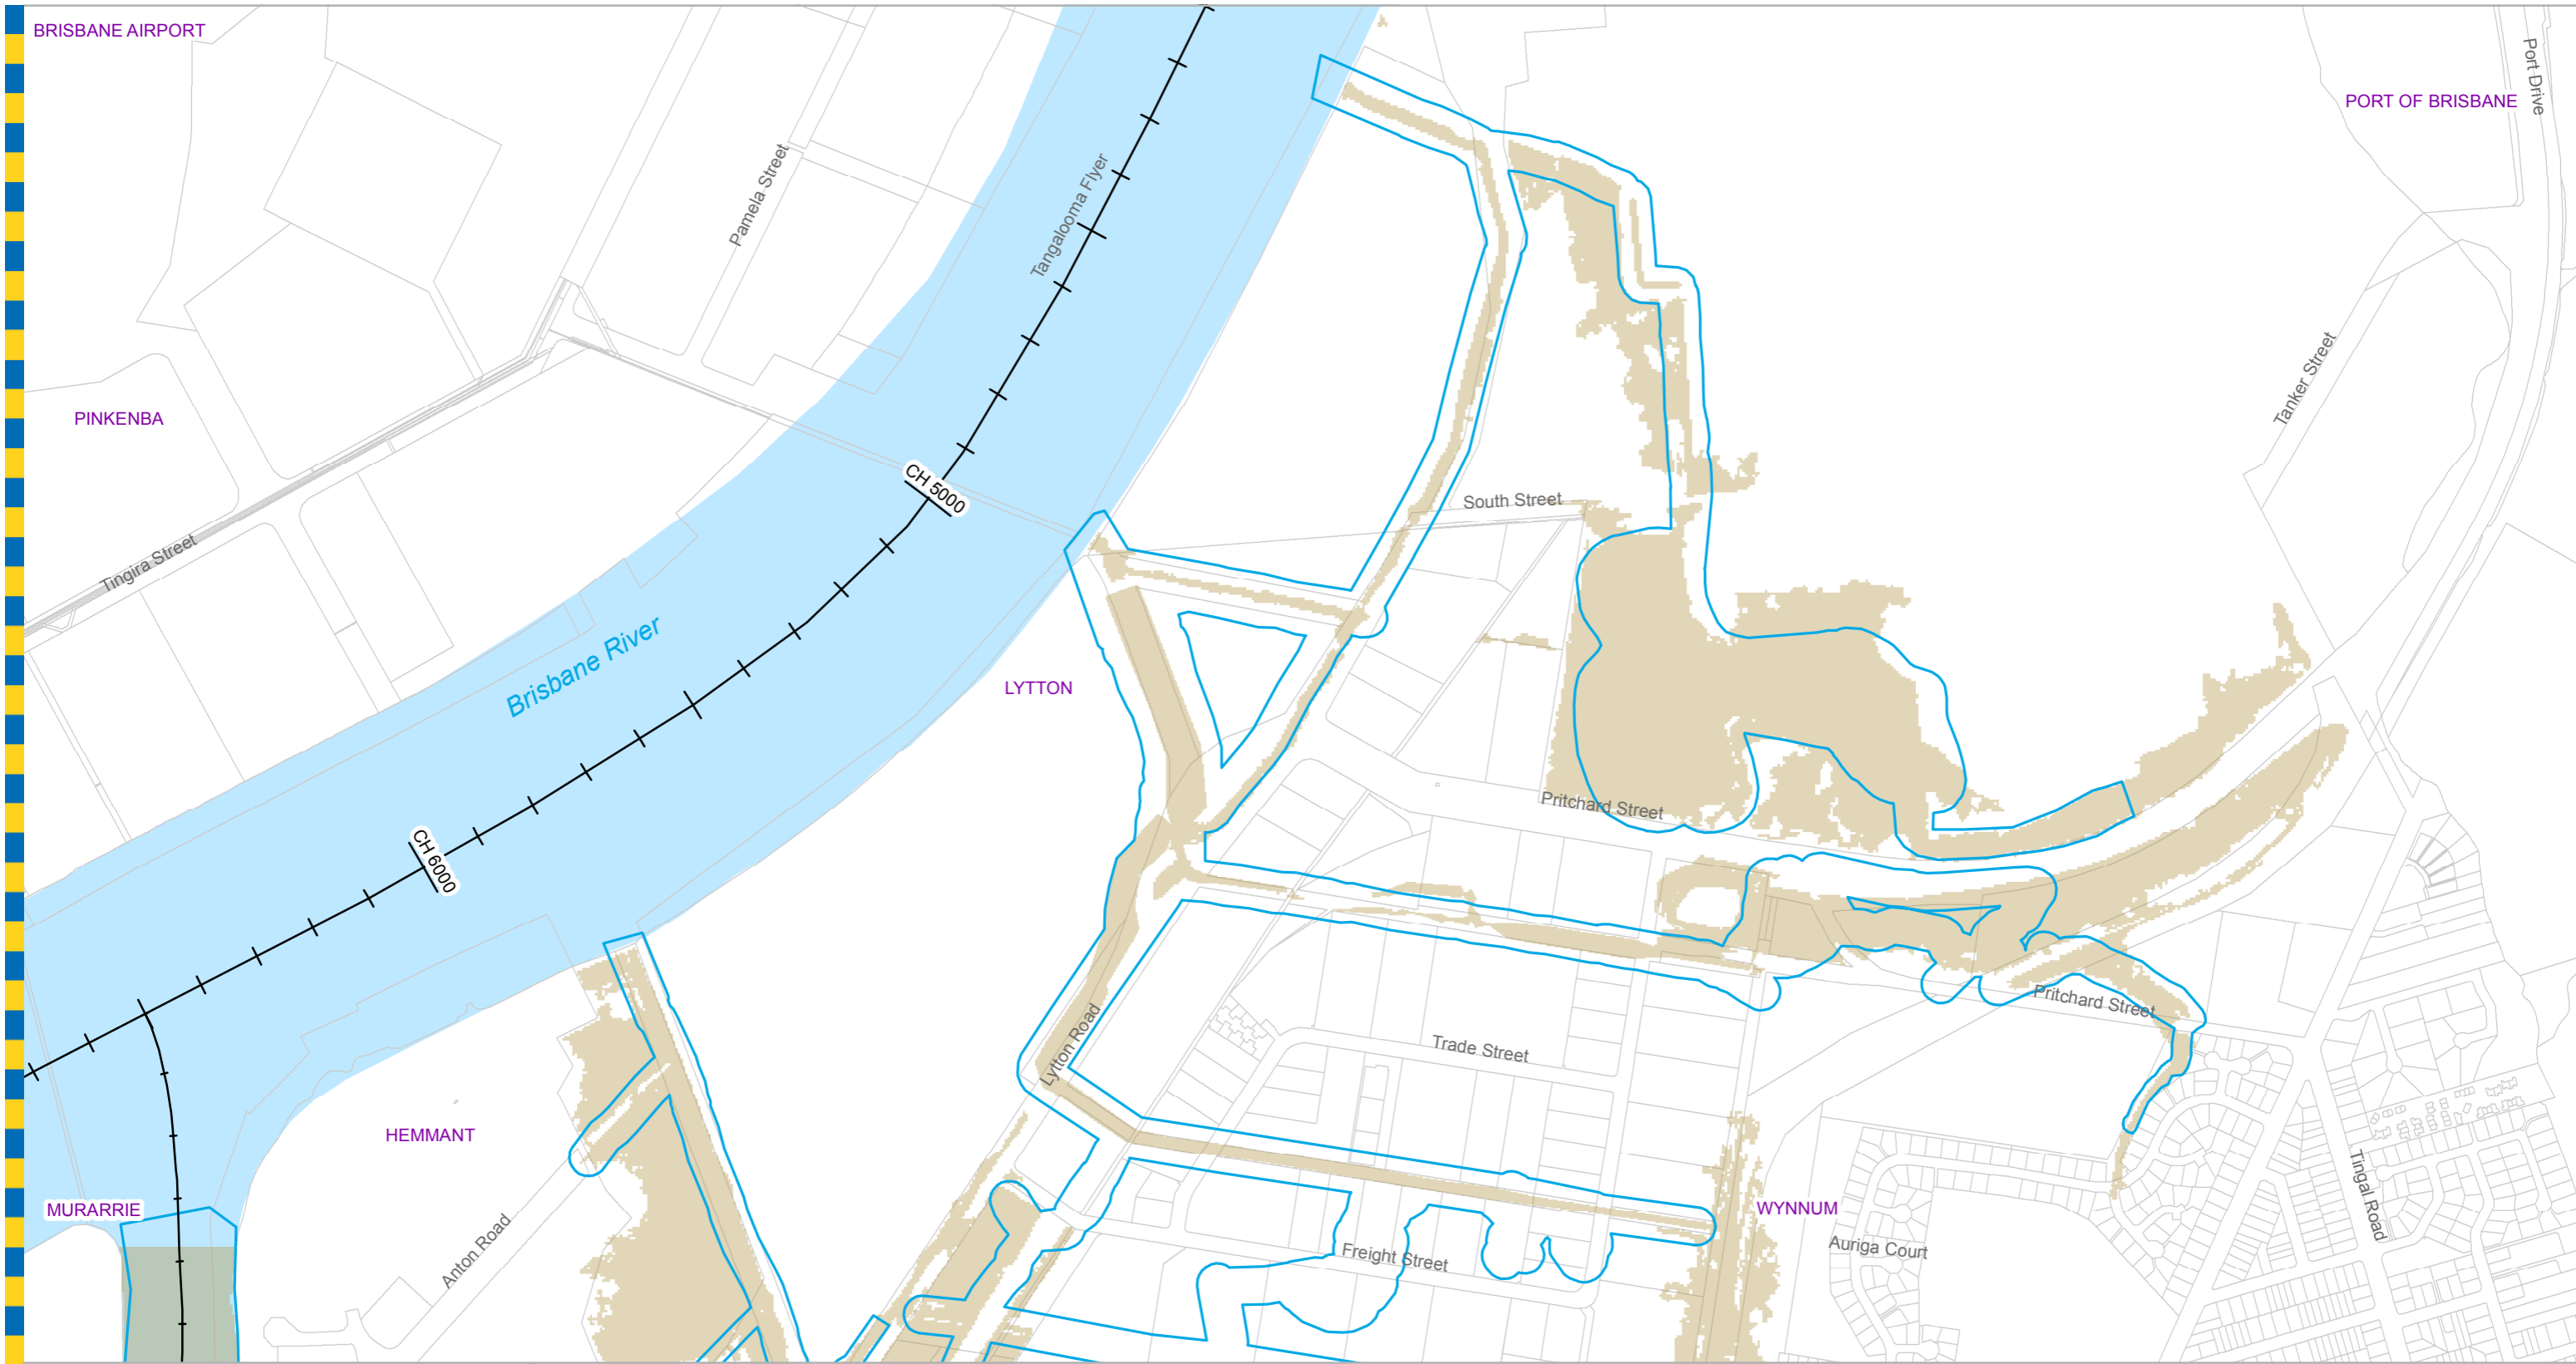 BRISBANE AIRPORT
Port Drive
PORT OF BRISBANE
Pamela Street
Tangalooma Flyer
Tanker Street
PINKENBA
CH 5000
South Street
Tingira Street
Brisbane River
LYTTON
Pritchard Street
CH 6000
Pritchard Street
Lytton Road
Trade Street
HEMMANT
Tingal Road
MURARRIE
WYNNUM
Anton Road
Freight Street
Auriga Court